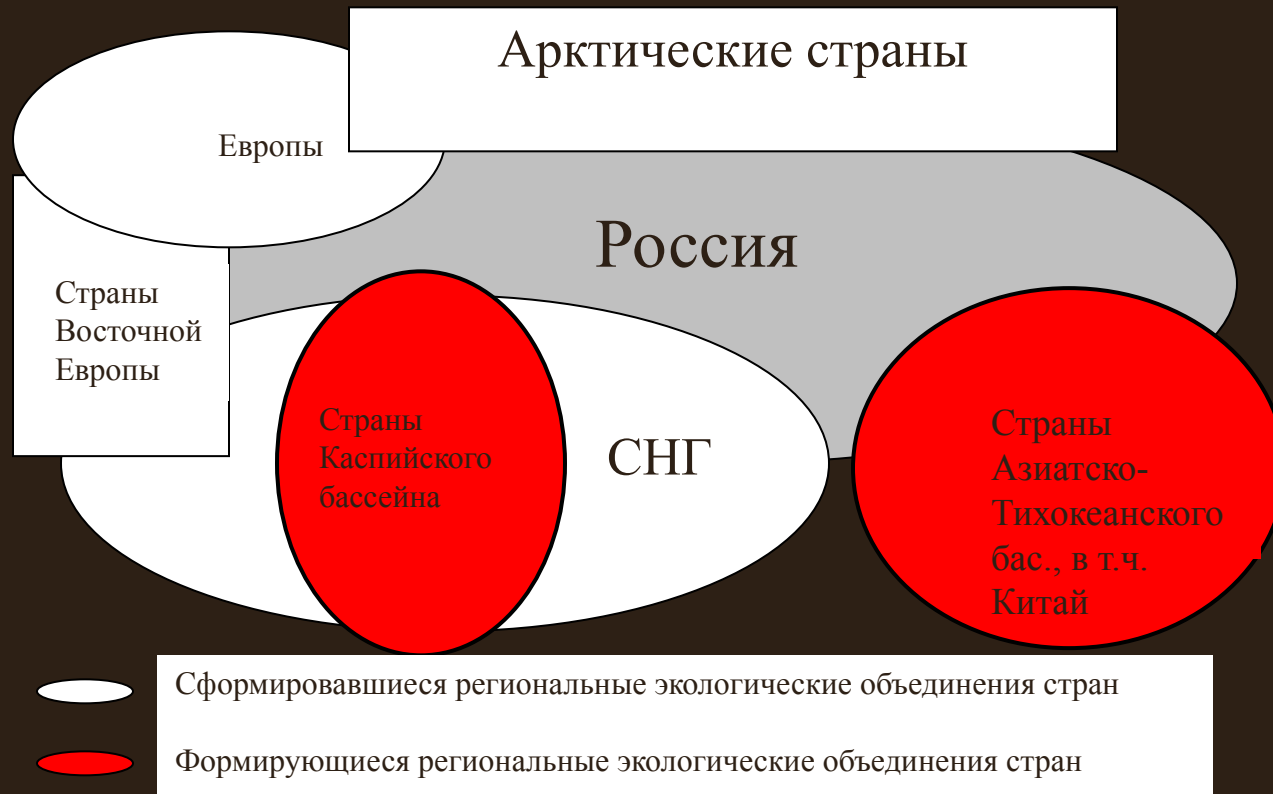 Арктические страны
Европы
Россия
Страны
Восточной
Европы
Страны
Каспийского
бассейна
СНГ
Страны
Азиатско-
Тихокеанского
бас., в т.ч.
Китай
Сформировавшиеся региональные экологические объединения стран
Формирующиеся региональные экологические объединения стран